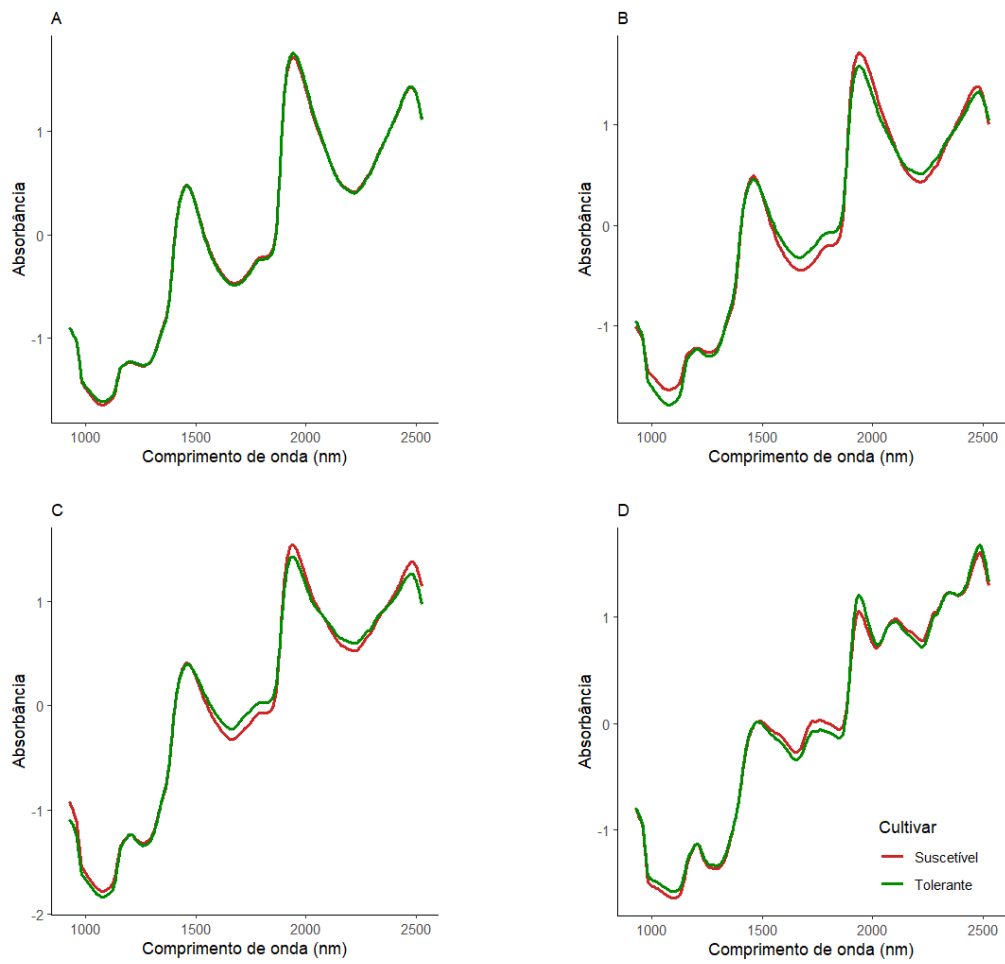 A
Absorbância
1
0
-1
1000
1500
2000
2500
Comprimento de onda (nm)
B
Absorbância
1
0
-1
1000
1500
2000
2500
Comprimento de onda (nm)
C
Absorbância
1
0
-1
-2
1000
1500
2000
2500
Comprimento de onda (nm)
D
Absorbância
1
0
-1
1000
1500
2000
2500
Comprimento de onda (nm)
Cultivar
Suscetível
Tolerante